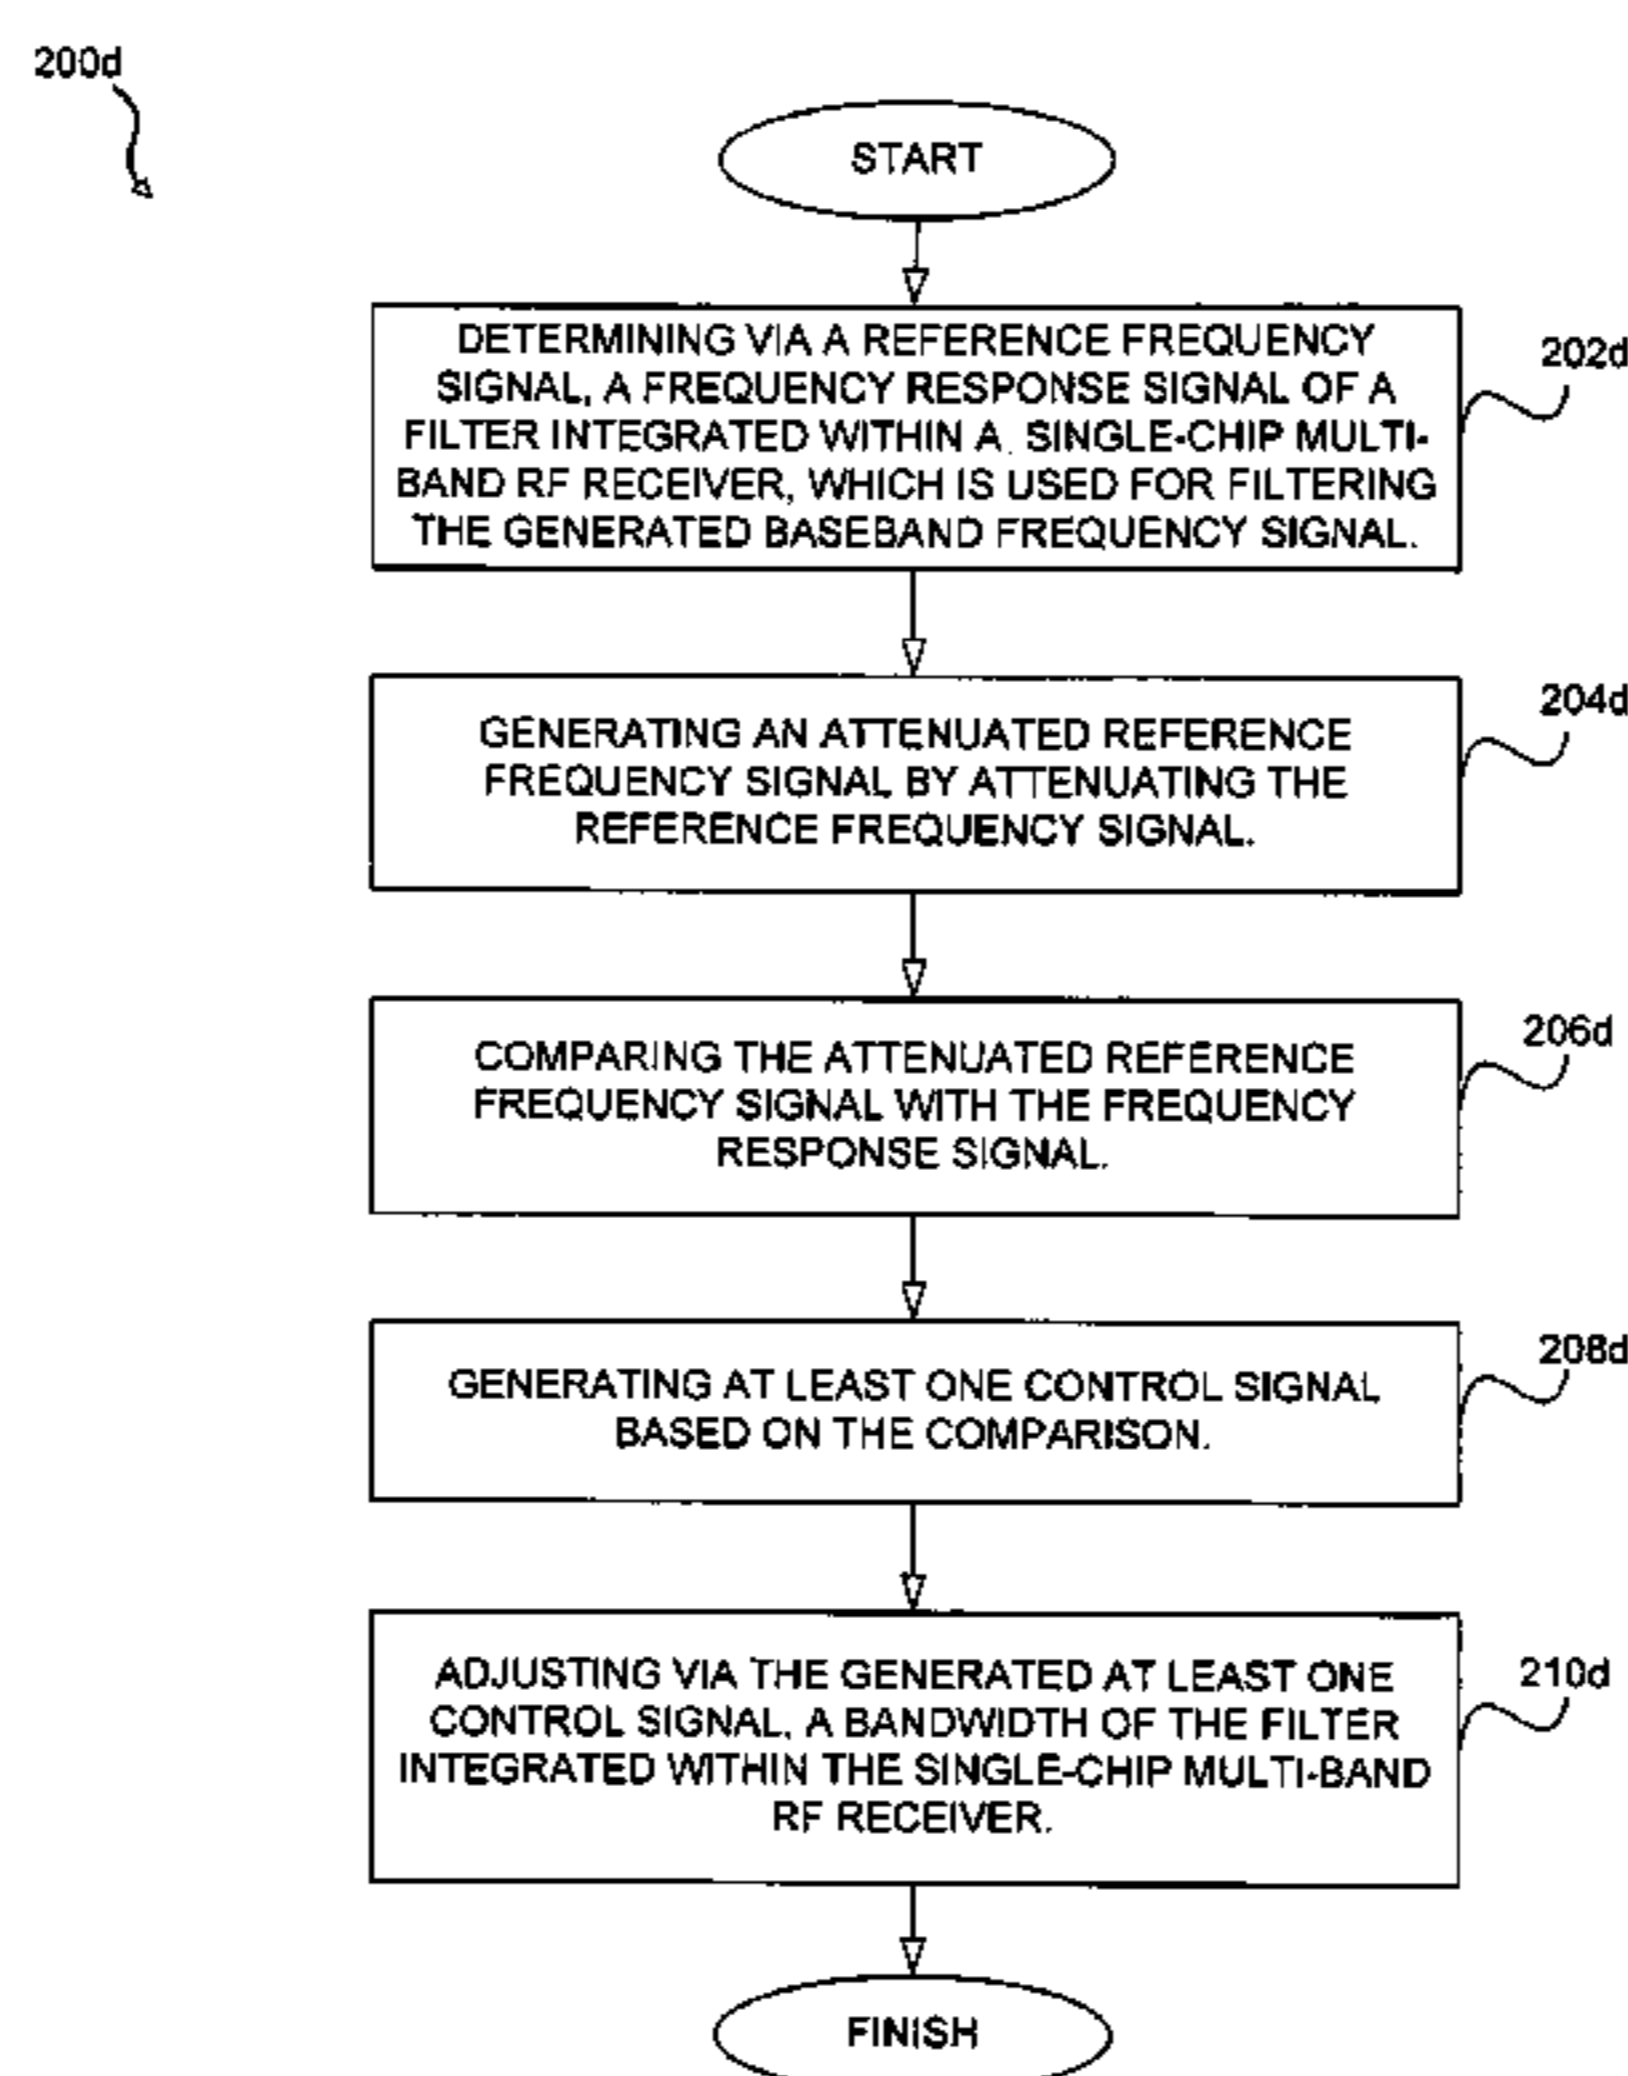 200d
START
DETERMINING VIA A REFERENCE FREQUENCY
SIGNAL, A FREQUENCY RESPONSE SIGNAL OF A
FILTER INTEGRATED WITHIN A SINGLE-CHIP MULTI-
BAND RF RECEIVER, WHICH IS USED FOR FILTERING
THE GENERATED BASEBAND FREQUENCY SIGNAL.
202d
GENERATING AN ATTENUATED REFERENCE
FREQUENCY SIGNAL BY ATTENUATING THE
REFERENCE FREQUENCY SIGNAL.
204d
COMPARING THE ATTENUATED REFERENCE
FREQUENCY SIGNAL WITH THE FREQUENCY
RESPONSE SIGNAL.
206d
GENERATING AT LEAST ONE CONTROL SIGNAL
BASED ON THE COMPARISON.
208d
ADJUSTING VIA THE GENERATED AT LEAST ONE
CONTROL SIGNAL, A BANDWIDTH OF THE FILTER
INTEGRATED WITHIN THE SINGLE-CHIP MULTI-BAND
RF RECEIVER.
210d
FINISH